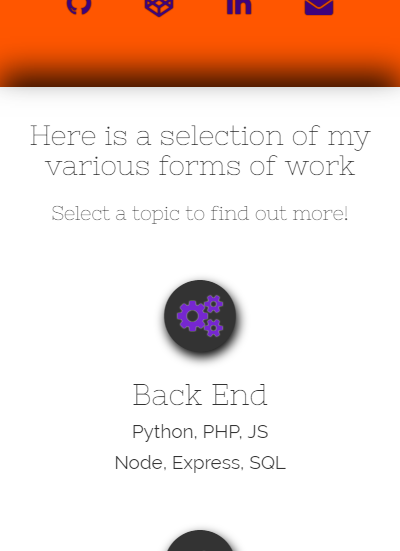 Here is a selection of my
various forms of work
Select a topic to find out more!
Back End
Python, PHP, JS
Node, Express, SQL